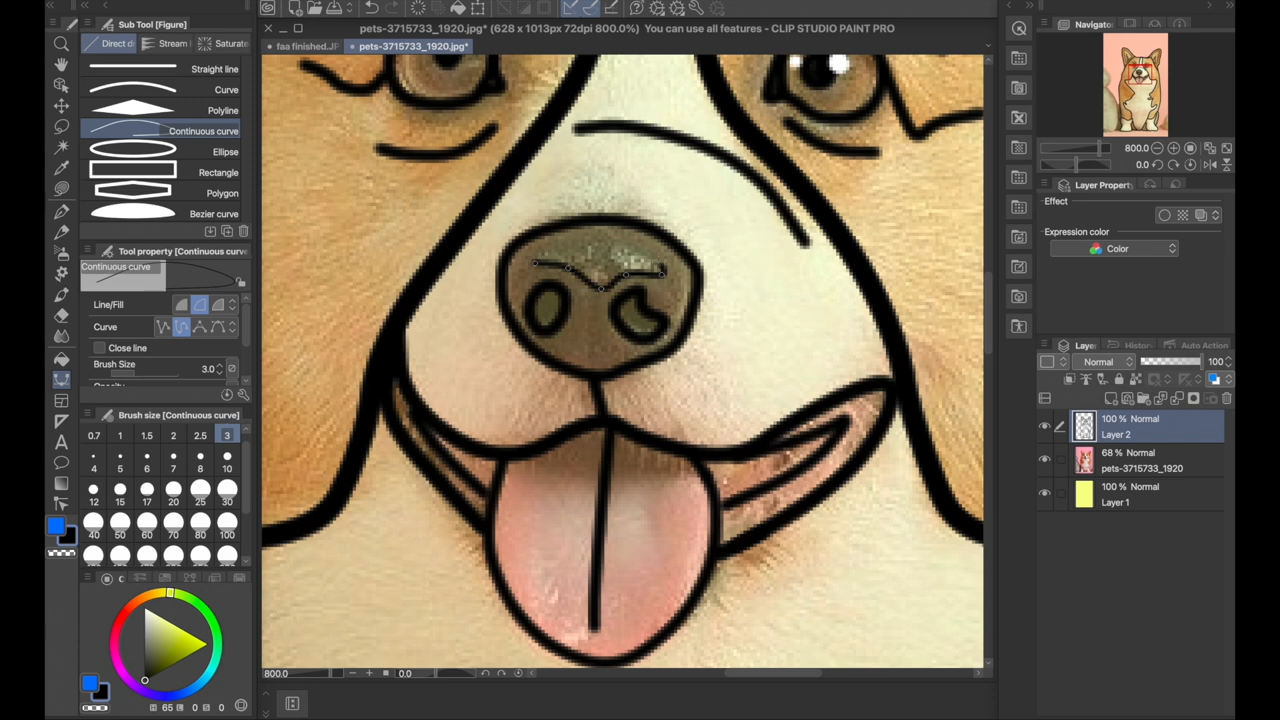 pets-3715733_1920.jpg* (628 x 1013px 72dpi 800.0%)  You can use all features - CLIP STUDIO PAINT PRO
faa finished.JP
pets-3715733_1920.jpg*
Sub Tool [Figure]
Direct d
Stream
Saturate
Straight line
Curve
Polyline
Continuous curve
Ellipse
Rectangle
Polygon
Bezier curve
Tool property [Continuous curve
Continuous curve
Line/Fill
Curve
Close line
Brush Size 3.0
Brush size [Continuous curve]
0.7 1 1.5 2 2.5 3
4 5 6 7 8 10
12 15 17 20 25 30
40 50 60 70 80 100
C
H 65 L 0 S 0
800.0 0.0
Navigator
800.0
0.0
Layer Property
Effect
Expression color
Color
Layer
History
Auto Action
Normal 100
100 % Normal
Layer 2
68 % Normal
pets-3715733_1920
100 % Normal
Layer 1